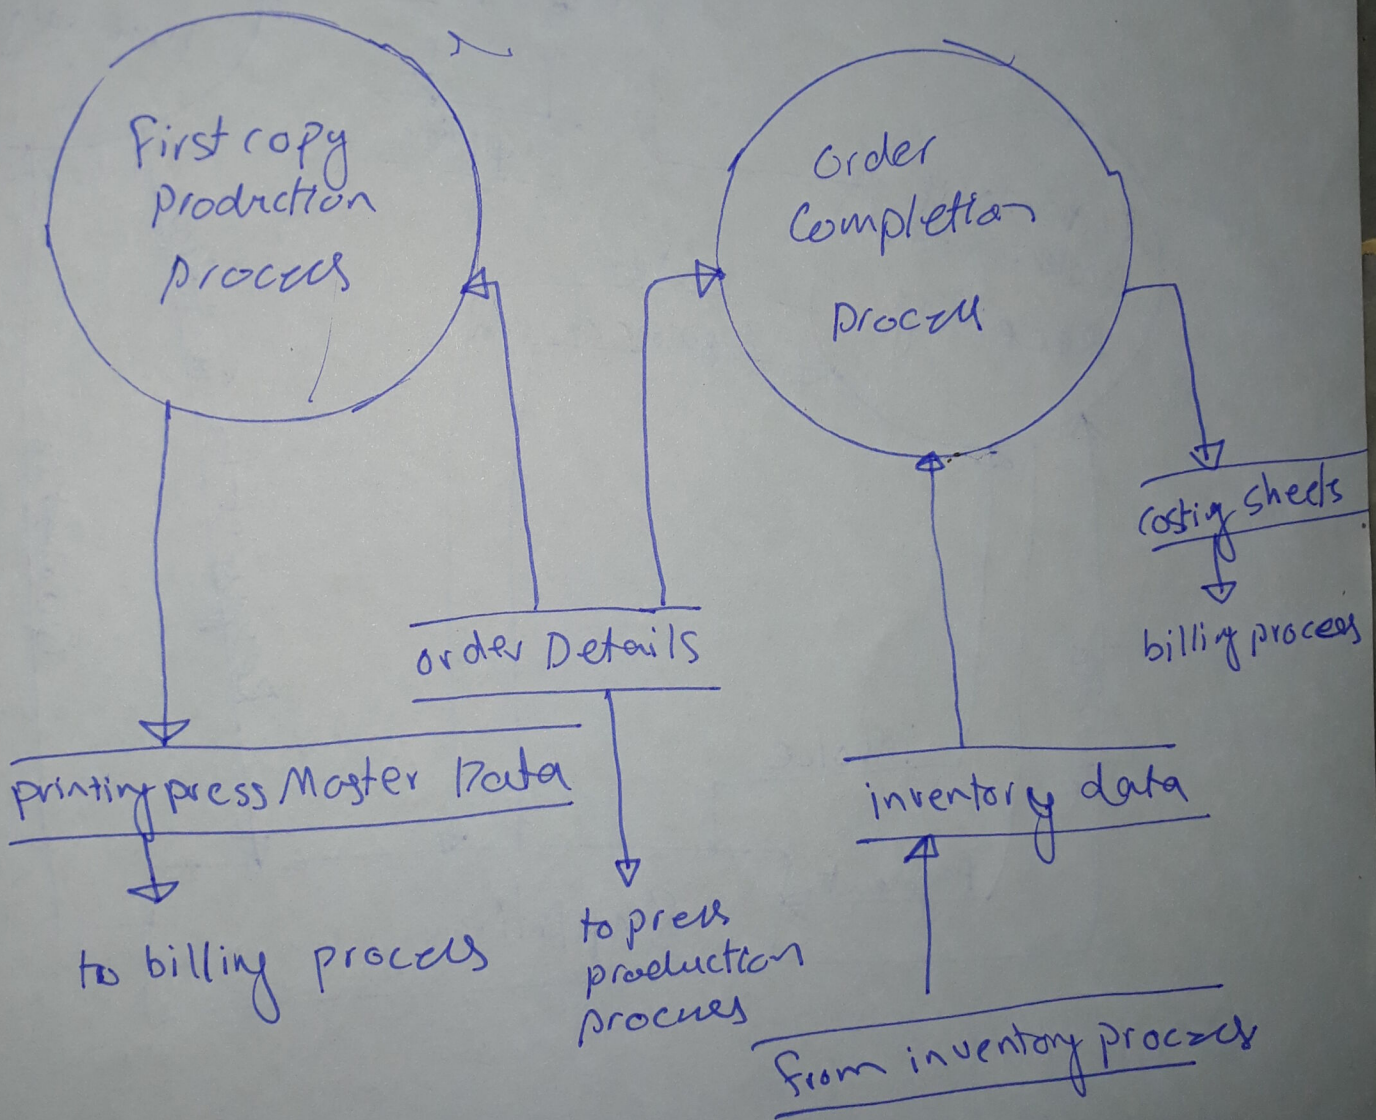 First copy
production
process
order
Completion
process
costing sheets
billing process
order Details
printing press Master Data
inventory data
to billing process
to press
production
process
from inventory process